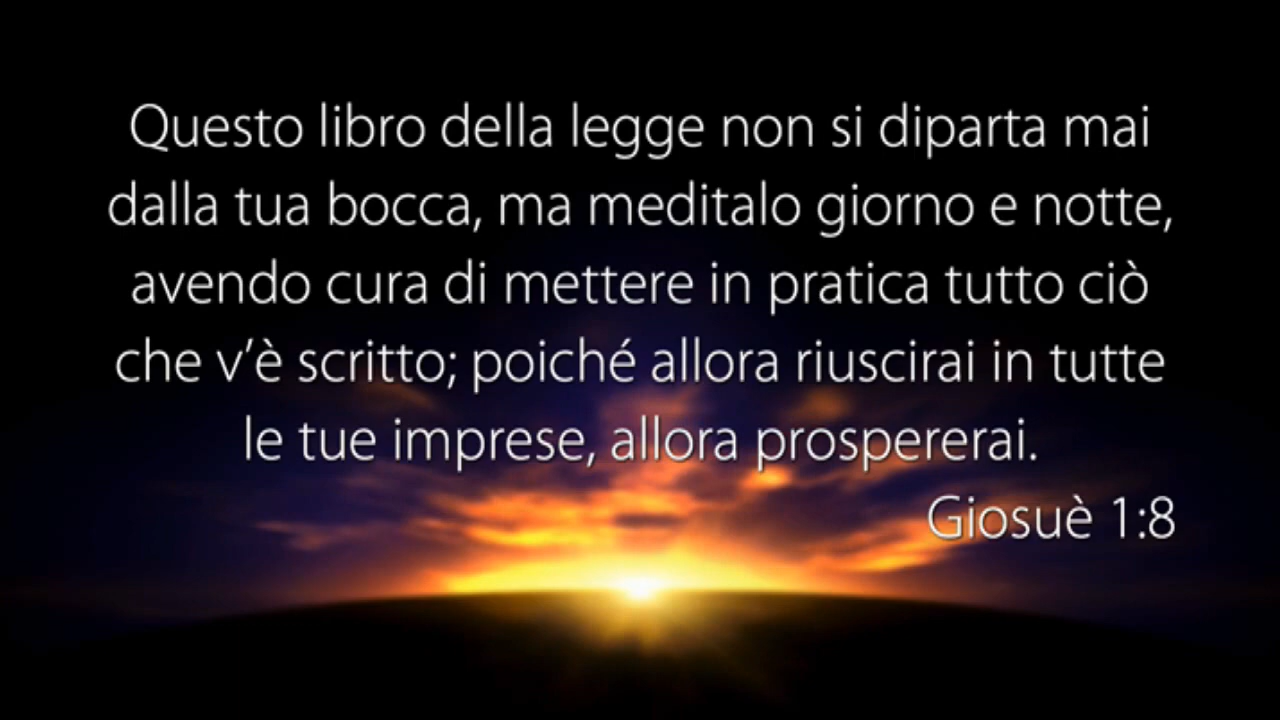 Questo libro della legge non si diparta mai
dalla tua bocca, ma meditalo giorno e notte,
avendo cura di mettere in pratica tutto ciò
che v’è scritto; poiché allora riuscirai in tutte
le tue imprese, allora prospererai.
Giosuè 1:8